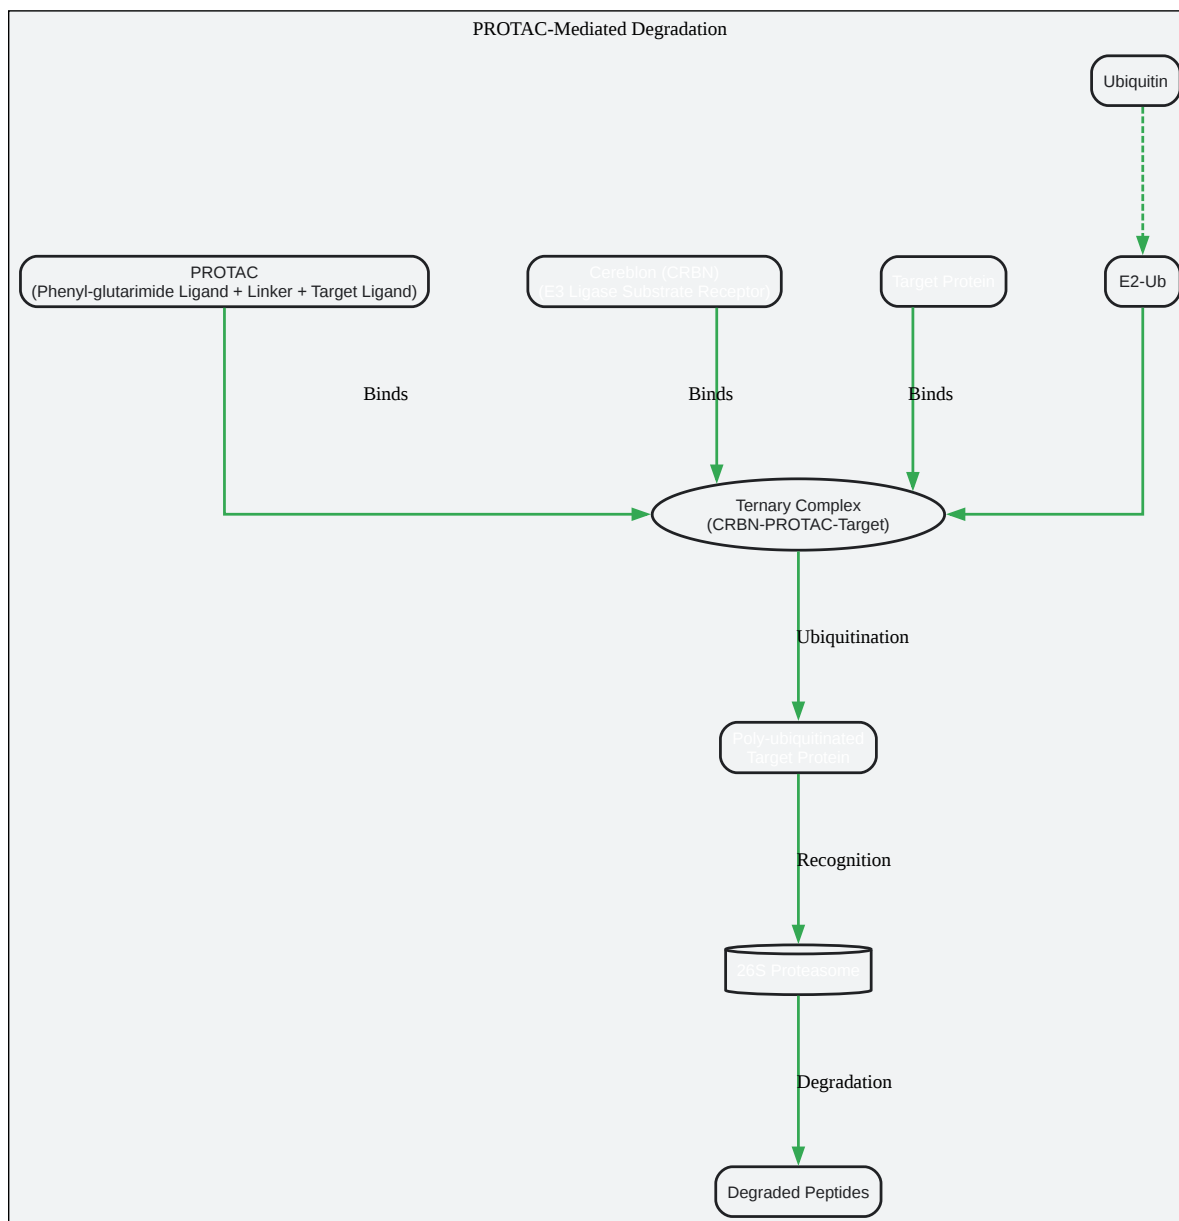 PROTAC-Mediated Degradation
Ubiquitin
PROTAC
(Phenyl-glutarimide Ligand + Linker + Target Ligand)
Cereblon (CRBN)
(E3 Ligase Substrate Receptor)
Target Protein
E2-Ub
Binds
Binds
Binds
Ternary Complex
(CRBN-PROTAC-Target)
Ubiquitination
Poly-ubiquitinated
Target Protein
Recognition
26S Proteasome
Degradation
Degraded Peptides